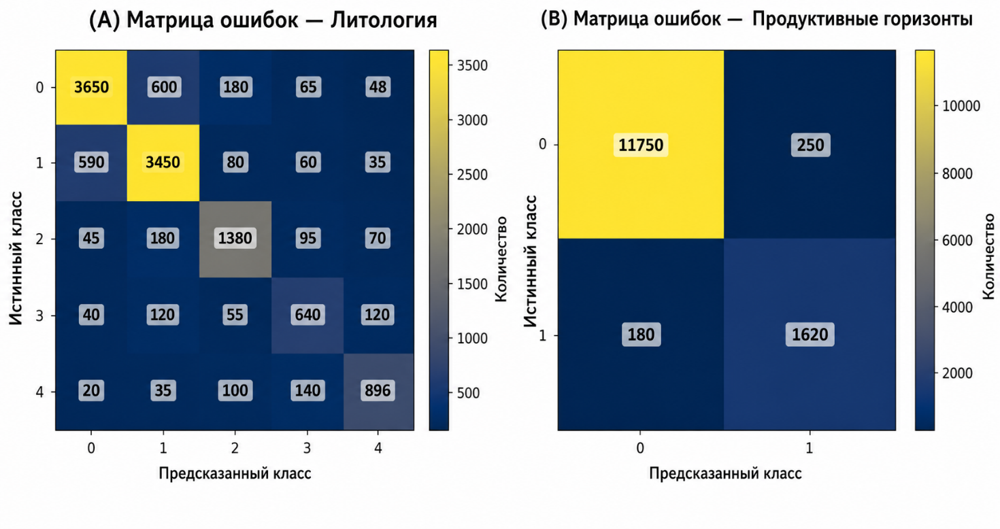 (A) Матрица ошибок — Литология
0 3650 600 180 65 48
1 590 3450 80 60 35
2 45 180 1380 95 70
3 40 120 55 640 120
4 20 35 100 140 896
0 1 2 3 4
Предсказанный класс
Истинный класс
3500
3000
2500
2000
1500
1000
500
Количество
(B) Матрица ошибок — Продуктивные горизонты
0 11750 250
1 180 1620
0 1
Предсказанный класс
Истинный класс
10000
8000
6000
4000
2000
Количество